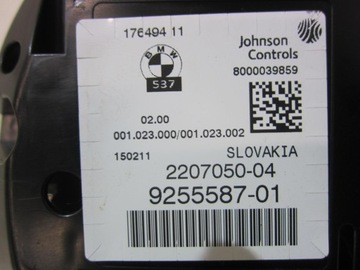 176494 11
BMW
537
Johnson
Controls
8000039859
02.00
001.023.000/001.023.002
150211
SLOVAKIA
2207050-04
9255587-01